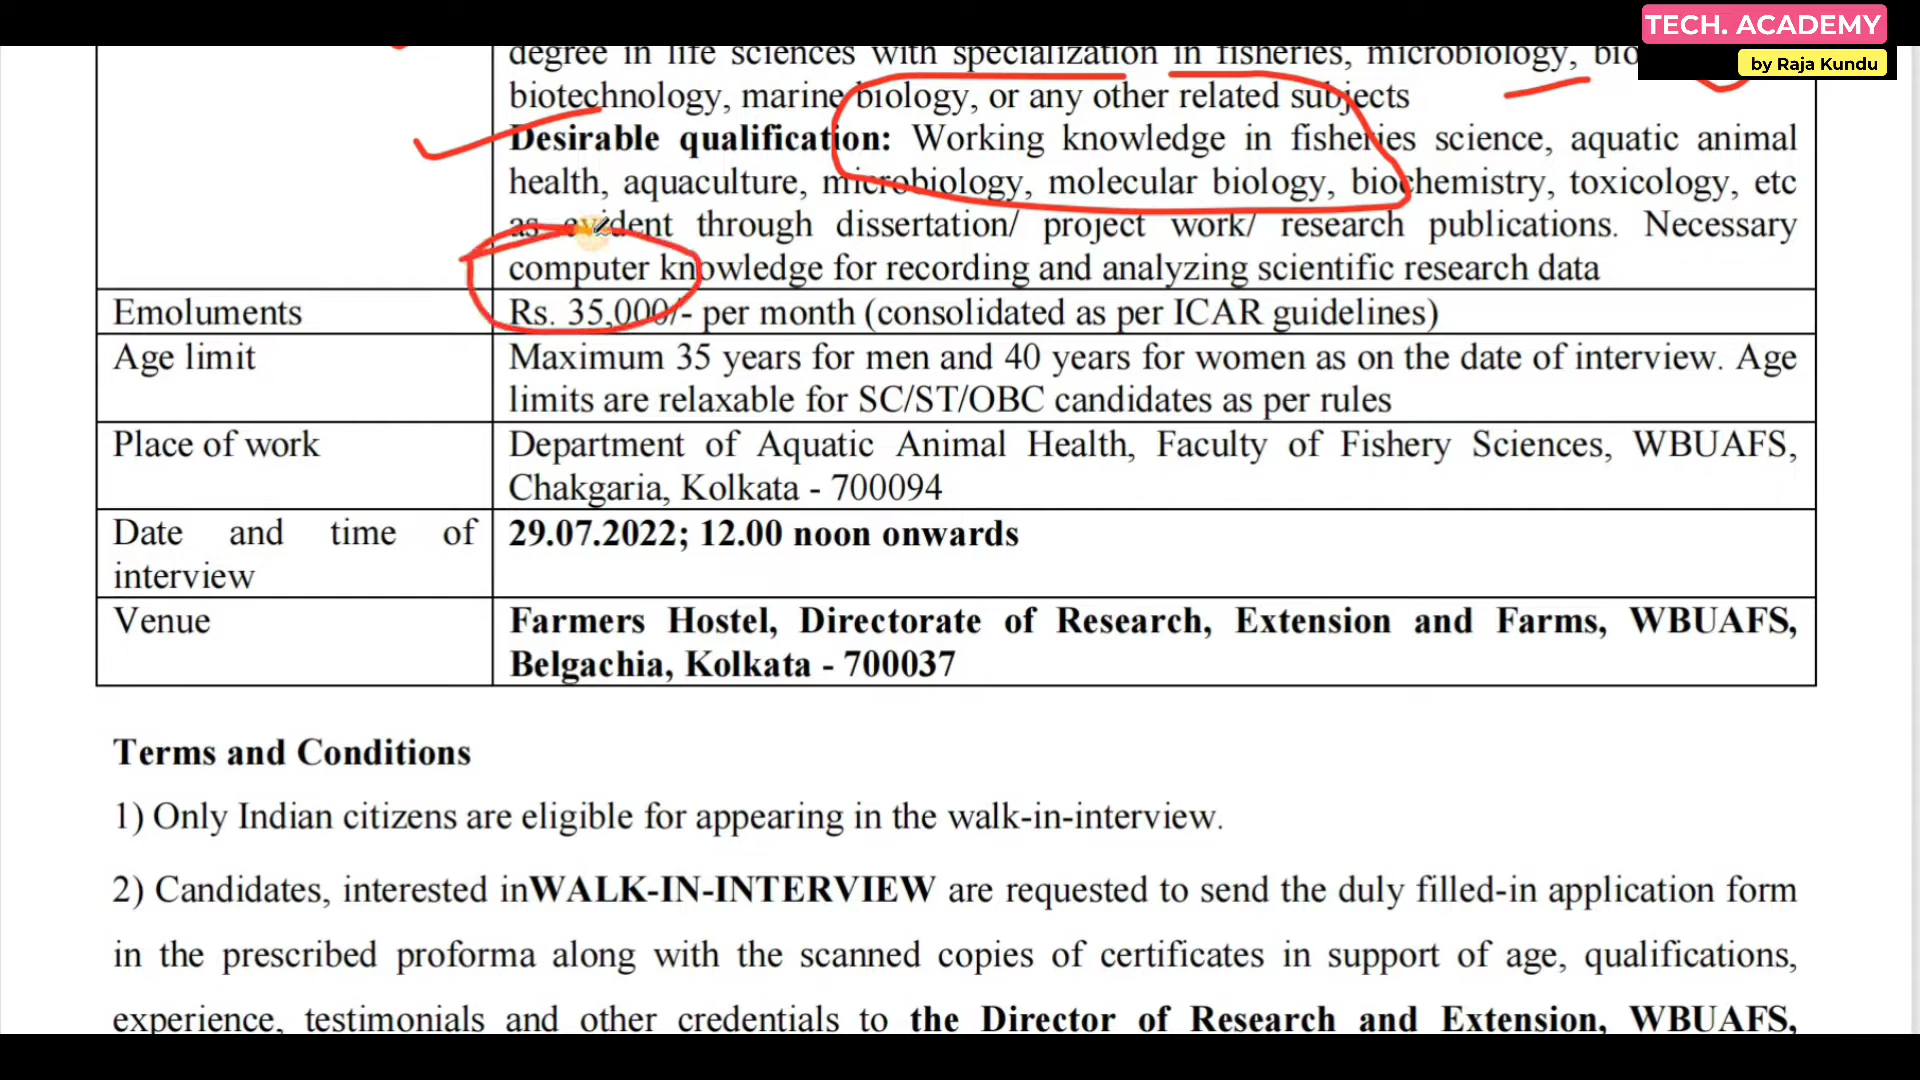 TECH. ACADEMY
by Raja Kundu
degree in life sciences with specialization in fisheries, microbiology,
biotechnology, marine biology, or any other related subjects
Desirable qualification: Working knowledge in fisheries science, aquatic animal
health, aquaculture, microbiology, molecular biology, biochemistry, toxicology, etc
as evident through dissertation/ project work/ research publications. Necessary
computer knowledge for recording and analyzing scientific research data
Emoluments
Rs. 35,000/- per month (consolidated as per ICAR guidelines)
Age limit
Maximum 35 years for men and 40 years for women as on the date of interview. Age
limits are relaxable for SC/ST/OBC candidates as per rules
Place of work
Department of Aquatic Animal Health, Faculty of Fishery Sciences, WBUAFS,
Chakgaria, Kolkata - 700094
Date and time of
interview
29.07.2022; 12.00 noon onwards
Venue
Farmers Hostel, Directorate of Research, Extension and Farms, WBUAFS,
Belgachia, Kolkata - 700037
Terms and Conditions
1) Only Indian citizens are eligible for appearing in the walk-in-interview.
2) Candidates, interested inWALK-IN-INTERVIEW are requested to send the duly filled-in application form
in the prescribed proforma along with the scanned copies of certificates in support of age, qualifications,
experience, testimonials and other credentials to the Director of Research and Extension, WBUAFS,